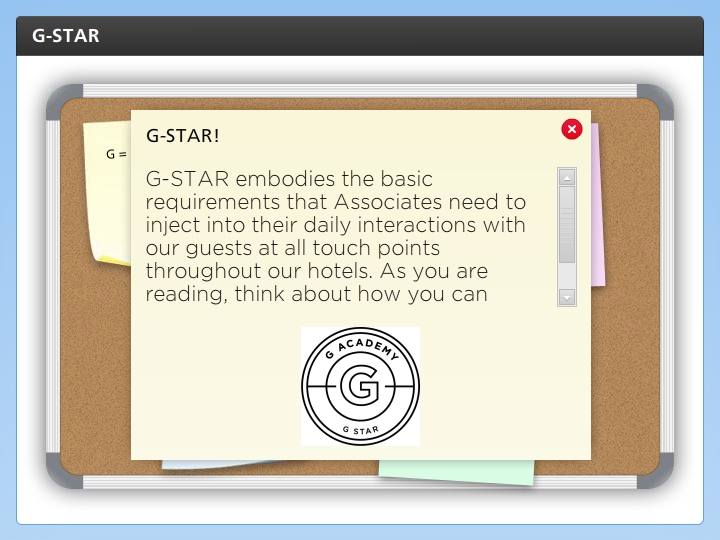 G-STAR
G =
G-STAR!
G-STAR embodies the basic
requirements that Associates need to
inject into their daily interactions with
our guests at all touch points
throughout our hotels. As you are
reading, think about how you can
G ACADEMY
G
G STAR